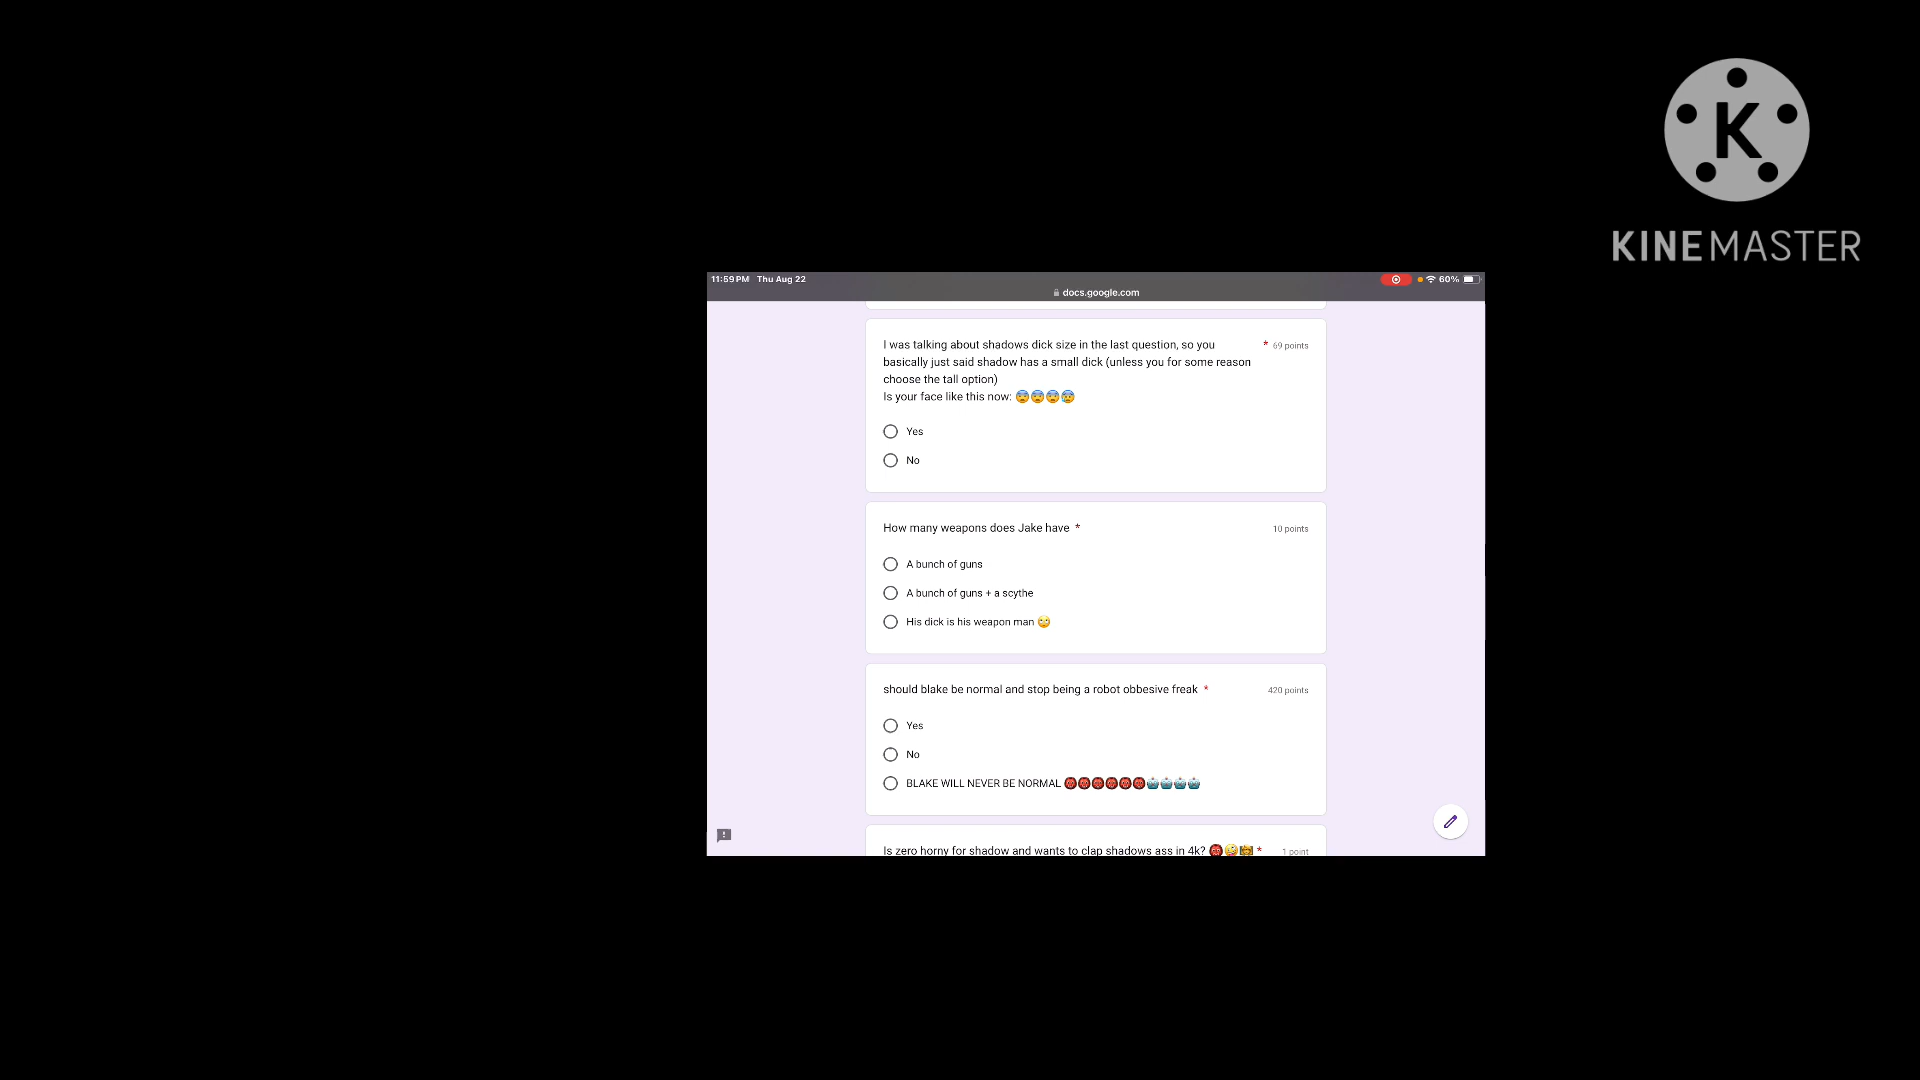 K
KINEMASTER
11:59 PM Thu Aug 22
60%
docs.google.com
I was talking about shadows dick size in the last question, so you
basically just said shadow has a small dick (unless you for some reason
choose the tall option)
Is your face like this now: 😨😨😨😰
* 69 points
Yes
No
How many weapons does Jake have *
10 points
A bunch of guns
A bunch of guns + a scythe
His dick is his weapon man 🙄
should blake be normal and stop being a robot obbesive freak *
420 points
Yes
No
BLAKE WILL NEVER BE NORMAL 👹👹👹👹👹👹🤖🤖🤖🤖
Is zero horny for shadow and wants to clap shadows ass in 4k? *
1 point